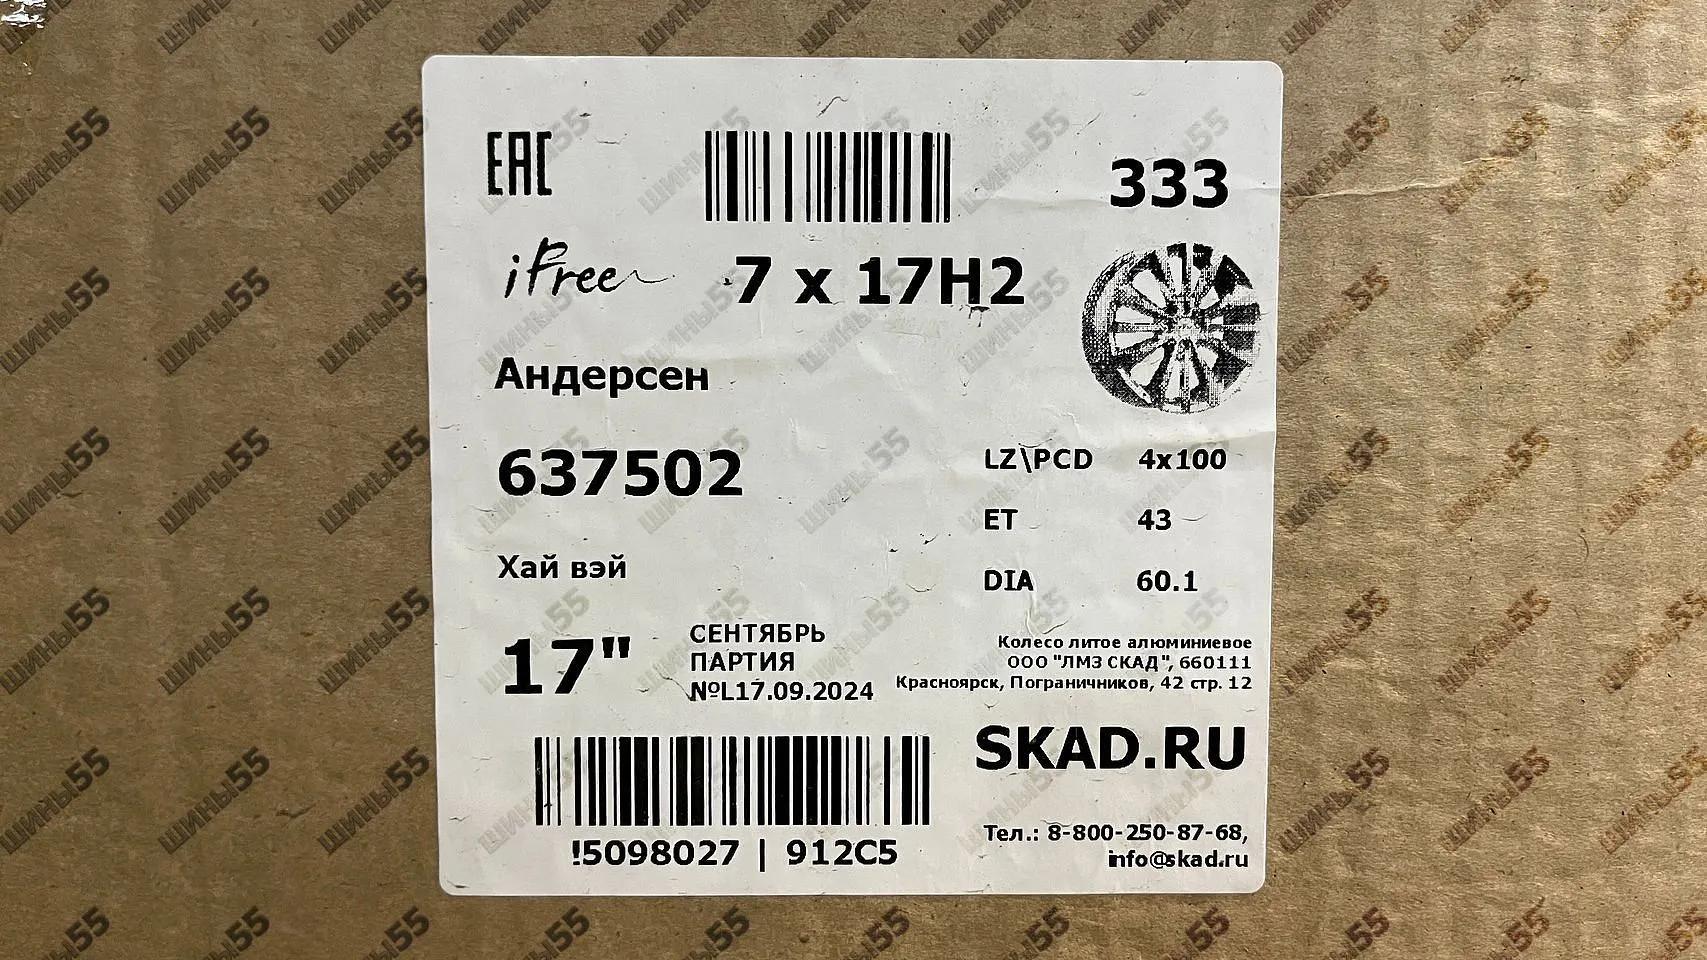 EAC
333
iFree 7 x 17H2
Андерсен
637502
LZ\PCD 4x100
ET 43
DIA 60.1
Хай вэй
17"
СЕНТЯБРЬ
ПАРТИЯ
№L17.09.2024
Колесо литое алюминиевое
ООО "ЛМЗ СКАД", 660111
Красноярск, Пограничников, 42 стр. 12
SKAD.RU
!5098027 | 912C5
Тел.: 8-800-250-87-68,
info@skad.ru
ШИНЫ55